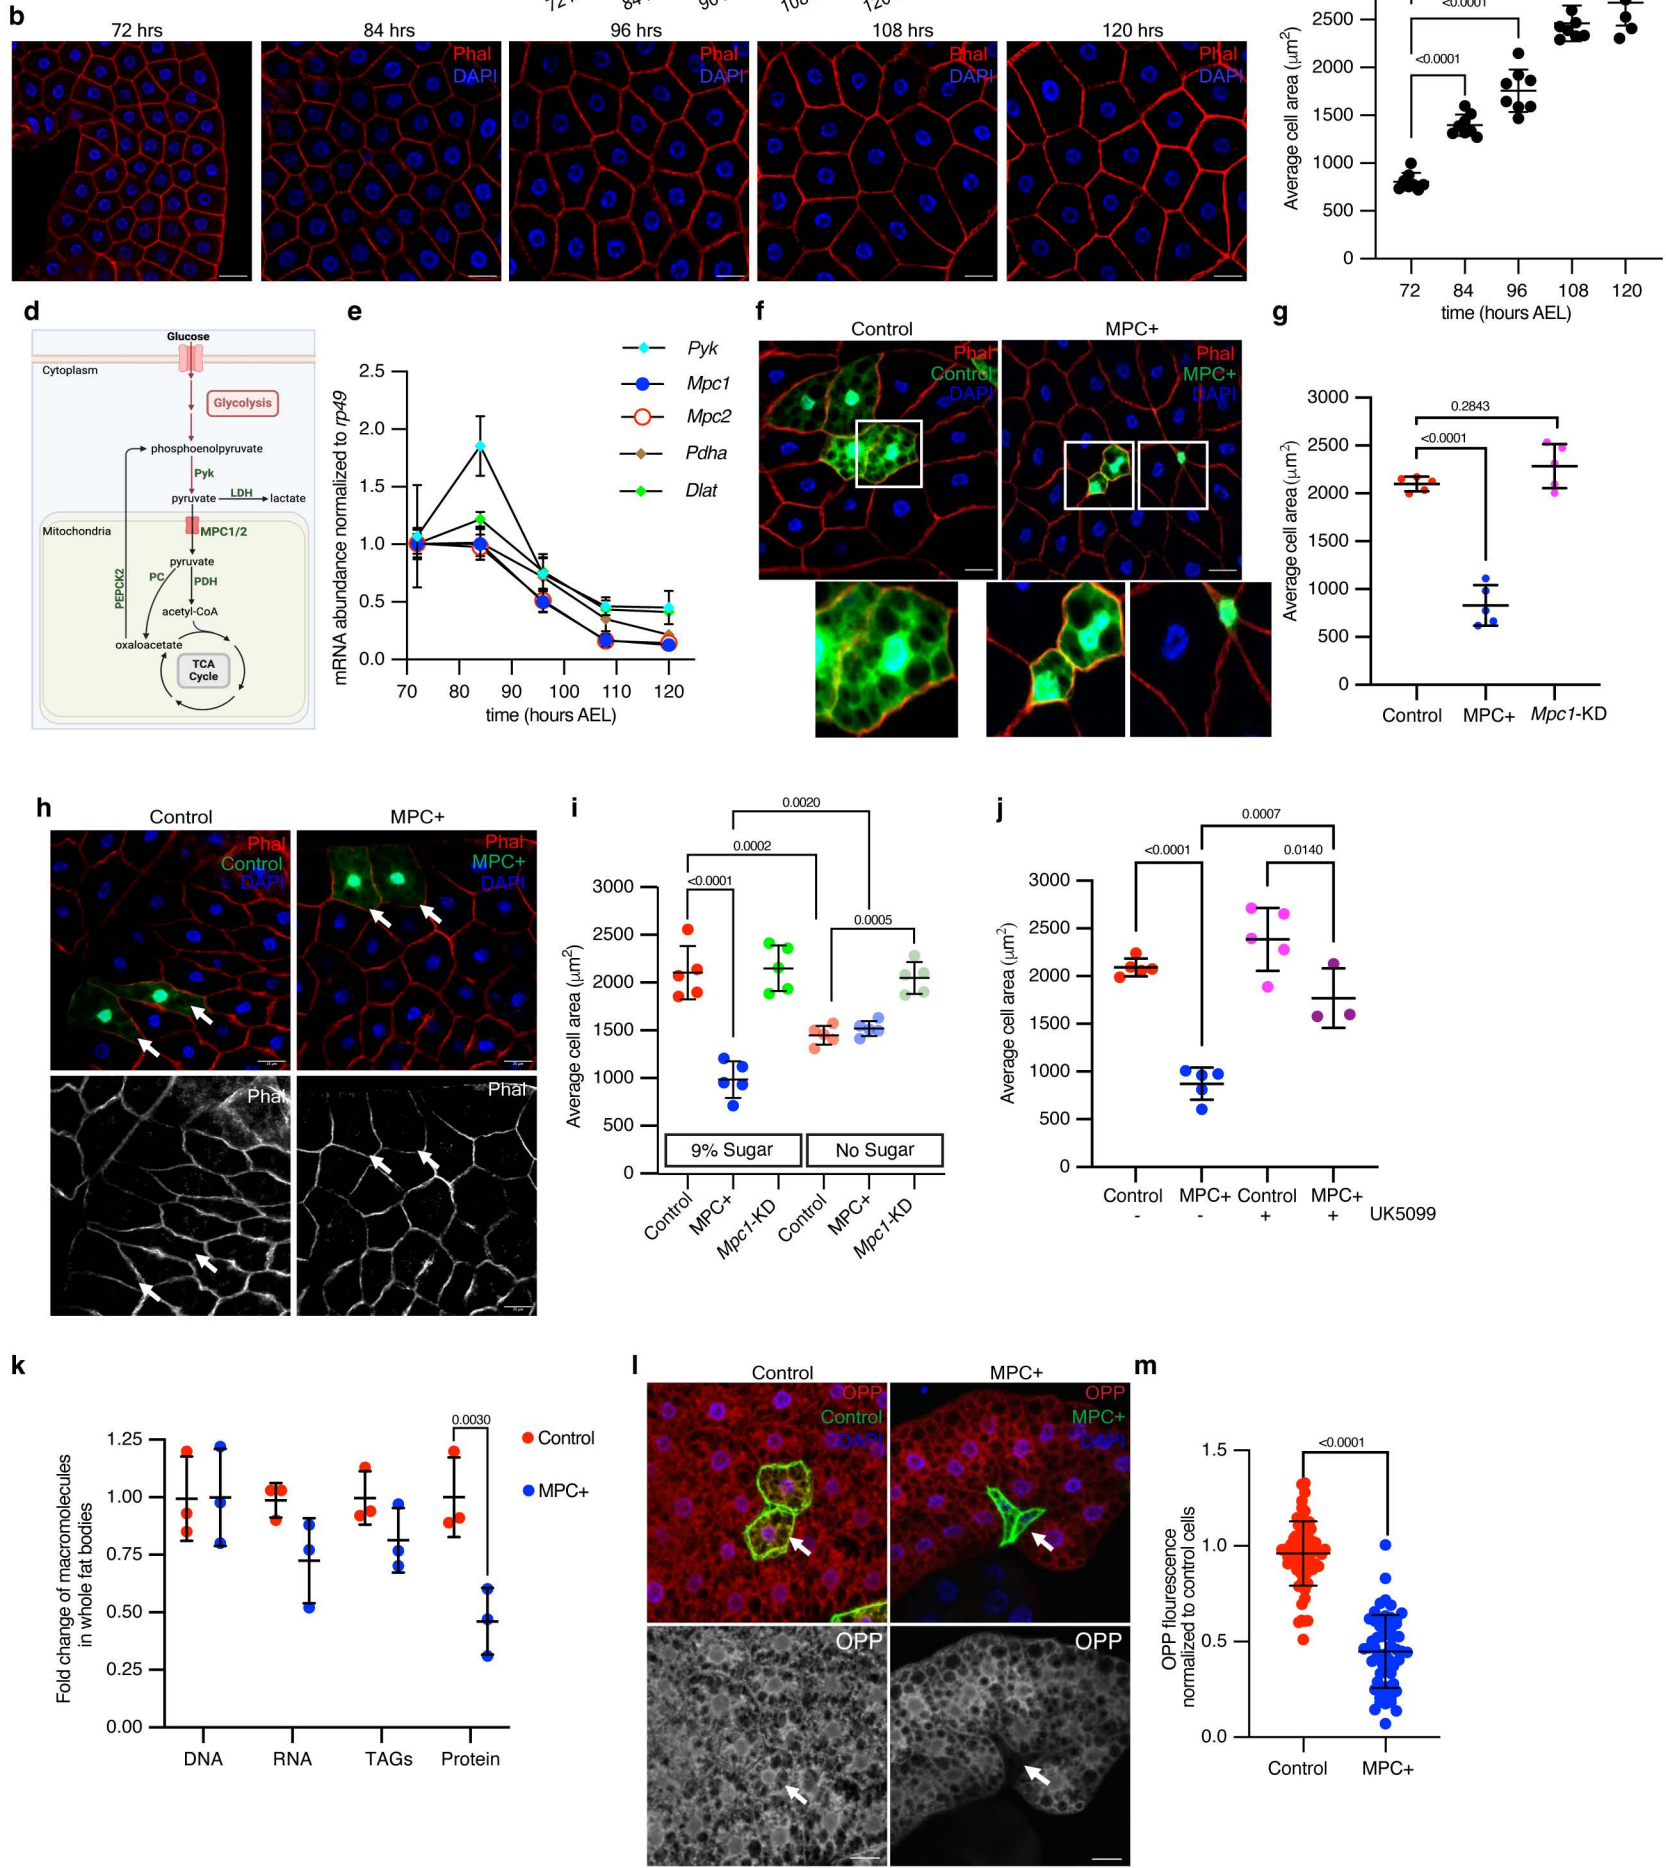 b
72 hrs
84 hrs
96 hrs
108 hrs
120 hrs
Phal
DAPI
Phal
DAPI
Phal
DAPI
Phal
DAPI
Phal
DAPI
<0.0001
<0.0001
Average cell area (µm²)
2500
2000
1500
1000
500
0
72 84 96 108 120
time (hours AEL)
d
Glucose
Cytoplasm
Glycolysis
phosphoenolpyruvate
Pyk
pyruvate LDH lactate
Mitochondria
MPC1/2
pyruvate
PEPCK2
PC PDH
acetyl-CoA
oxaloacetate
TCA
Cycle
e
mRNA abundance normalized to rp49
2.5
2.0
1.5
1.0
0.5
0.0
70 80 90 100 110 120
time (hours AEL)
Pyk
Mpc1
Mpc2
Pdha
Dlat
f
Control
MPC+
Phal
Control
DAPI
Phal
MPC+
DAPI
g
Average cell area (µm²)
3000
2500
2000
1500
1000
500
0
0.2843
<0.0001
Control MPC+ Mpc1-KD
h
Control
MPC+
Phal
Control
DAPI
Phal
MPC+
DAPI
Phal
Phal
i
0.0020
0.0002
<0.0001
0.0005
Average cell area (µm²)
3000
2500
2000
1500
1000
500
0
9% Sugar
No Sugar
Control MPC+ Mpc1-KD Control MPC+ Mpc1-KD
j
0.0007
<0.0001
0.0140
Average cell area (µm²)
3000
2500
2000
1500
1000
500
0
Control MPC+ Control MPC+
- - + + UK5099
k
Fold change of macromolecules
in whole fat bodies
1.25
1.00
0.75
0.50
0.25
0.00
0.0030
Control
MPC+
DNA RNA TAGs Protein
l
Control
MPC+
OPP
Control
DAPI
OPP
MPC+
DAPI
OPP
OPP
m
<0.0001
OPP flourescence
normalized to control cells
1.5
1.0
0.5
0.0
Control MPC+